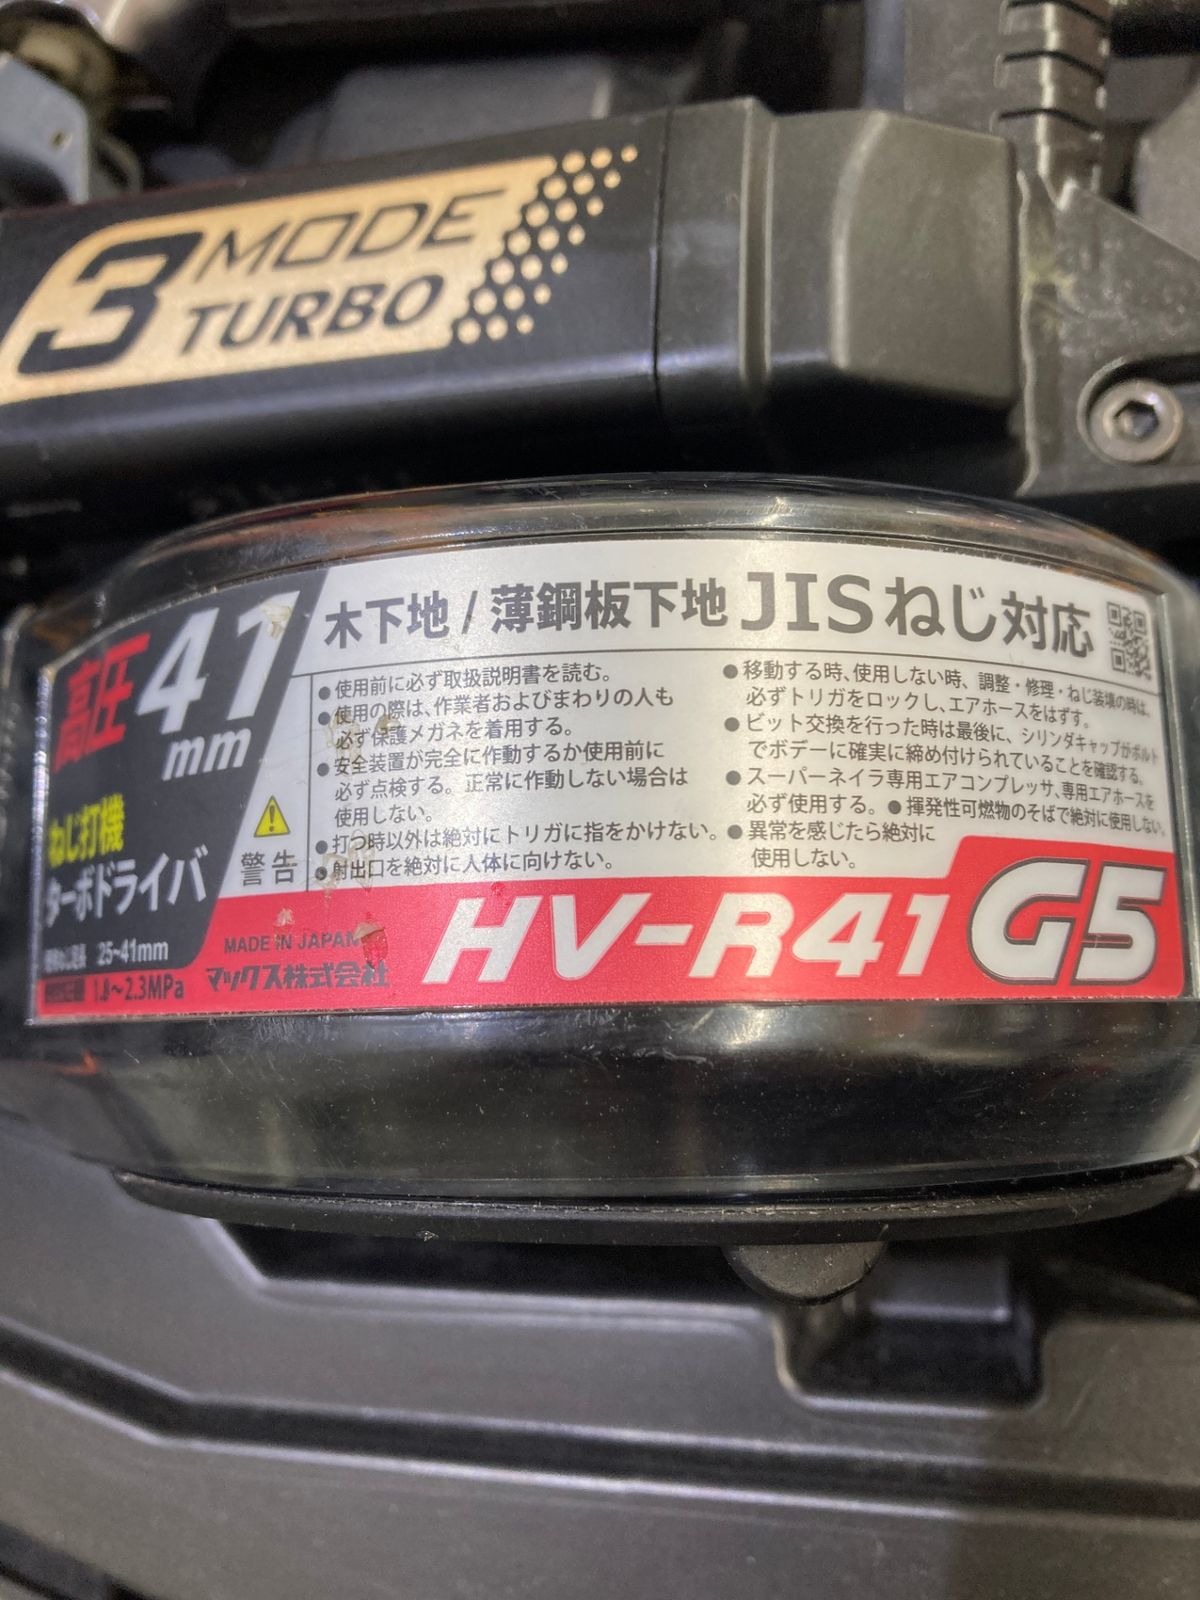 3 MODE
TURBO
高圧 41
mm
ねじ打機
ターボドライバ
25~41mm
1.8~2.3MPa
木下地 / 薄鋼板下地 JISねじ対応
警告
●使用前に必ず取扱説明書を読む。
●使用の際は、作業者およびまわりの人も
必ず保護メガネを着用する。
●安全装置が完全に作動するか使用前に
必ず点検する。正常に作動しない場合は
使用しない。
●打つ時以外は絶対にトリガに指をかけない。
●射出口を絶対に人体に向けない。
●移動する時、使用しない時、調整・修理・ねじ装填の時は、
必ずトリガをロックし、エアホースをはずす。
●ビット交換を行った時は最後に、シリンダキャップがボルト
でボデーに確実に締め付けられていることを確認する。
●スーパーネイラ専用エアコンプレッサ、専用エアホースを
必ず使用する。●揮発性可燃物のそばで絶対に使用しない。
●異常を感じたら絶対に
使用しない。
MADE IN JAPAN
マックス株式会社
HV-R41 G5